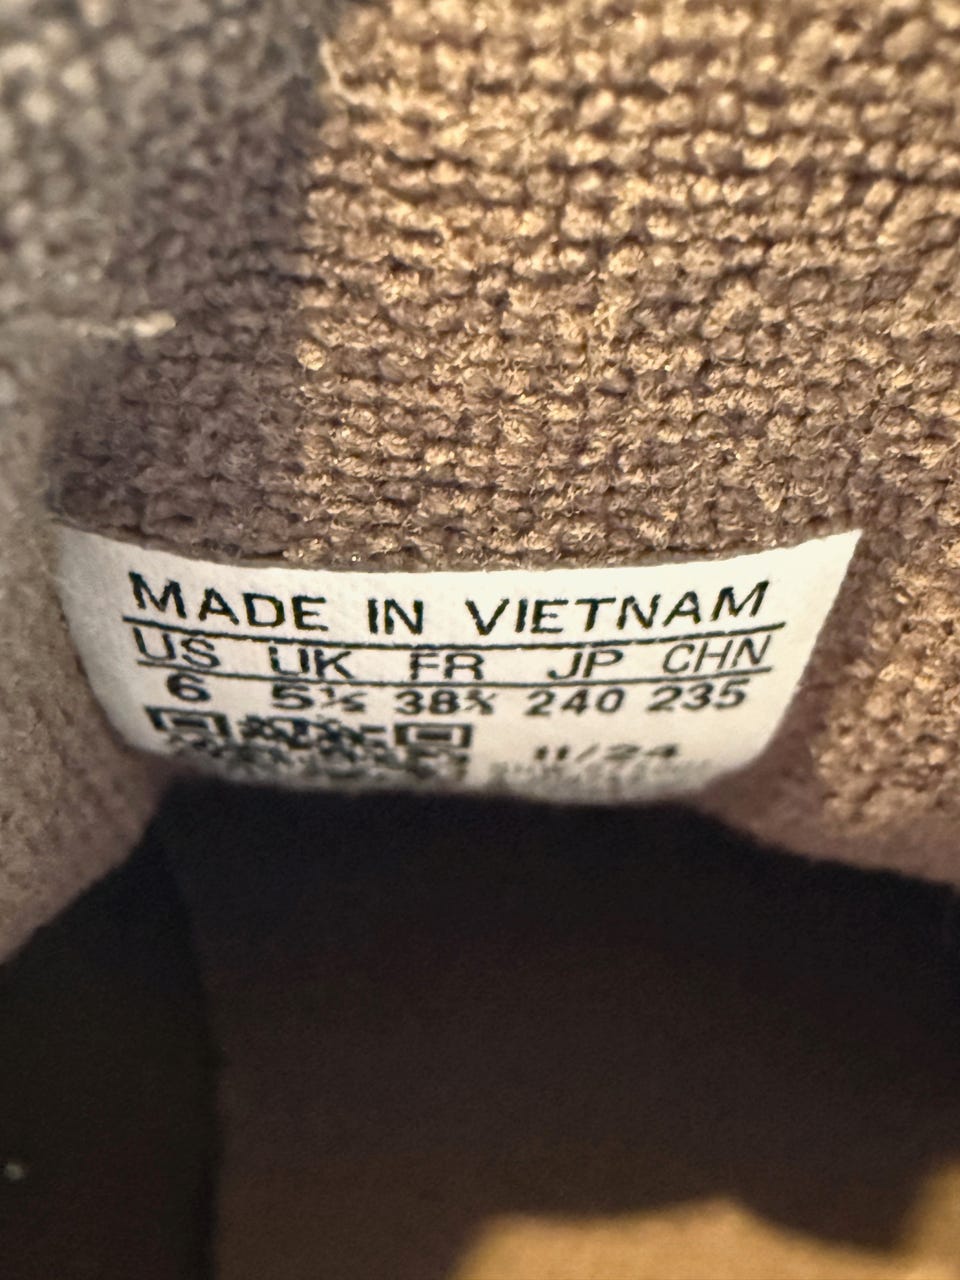 MADE IN VIETNAM
US UK FR JP CHN
6 5½ 38⅔ 240 235
11/24